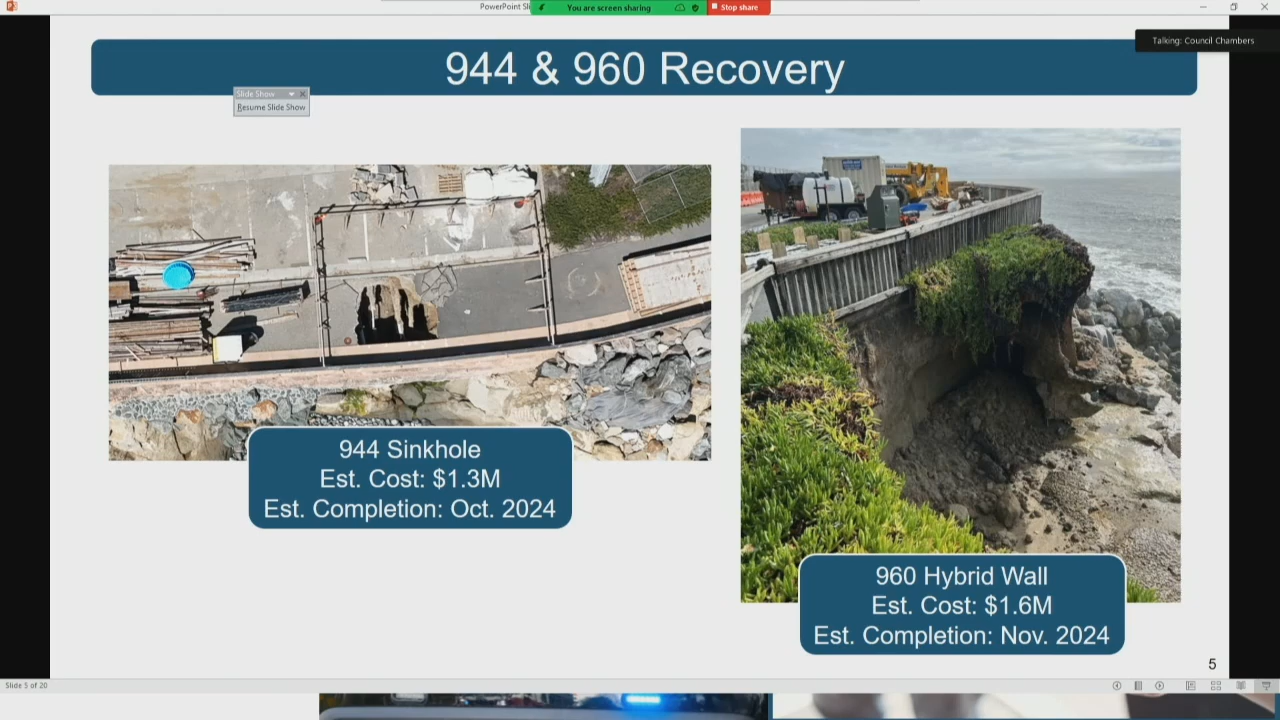 PowerPoint Sli
You are screen sharing
Stop share
Talking: Council Chambers
944 & 960 Recovery
Slide Show
Resume Slide Show
944 Sinkhole
Est. Cost: $1.3M
Est. Completion: Oct. 2024
960 Hybrid Wall
Est. Cost: $1.6M
Est. Completion: Nov. 2024
5
Slide 5 of 20